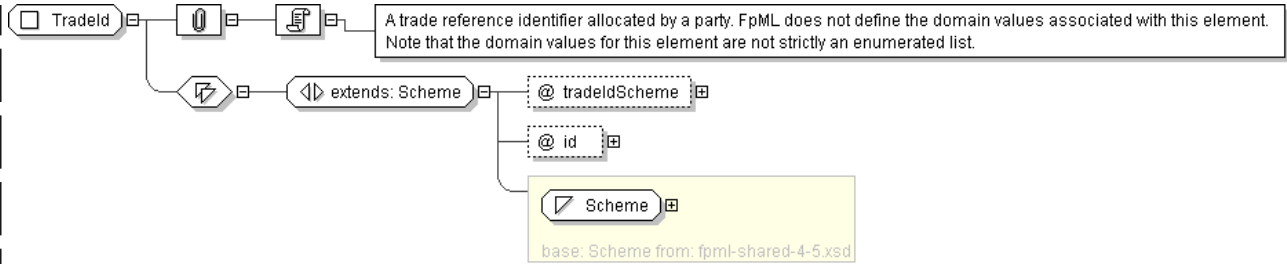 TradeId
A trade reference identifier allocated by a party. FpML does not define the domain values associated with this element.
Note that the domain values for this element are not strictly an enumerated list.
extends: Scheme
@ tradeIdScheme
@ id
Scheme
base: Scheme from: fpml-shared-4-5.xsd